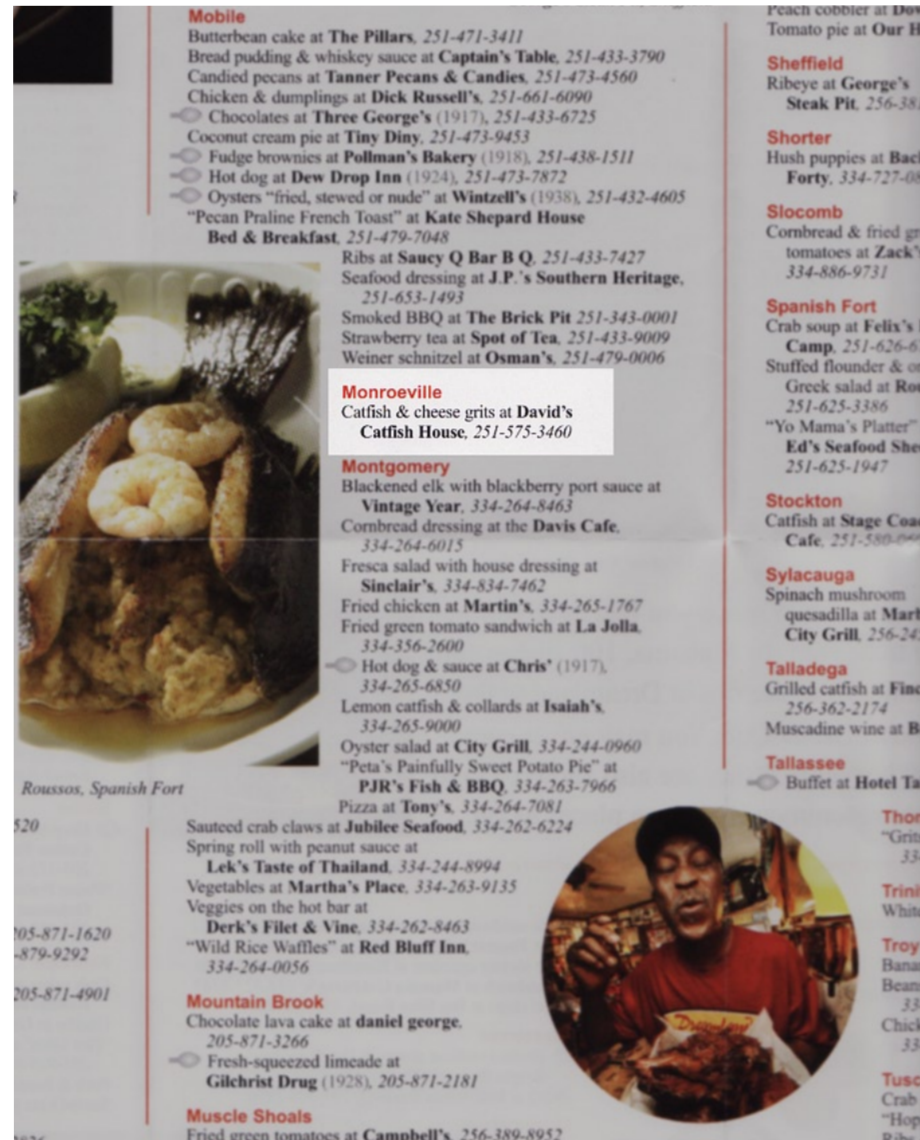 Mobile
Butterbean cake at The Pillars, 251-471-3411
Bread pudding & whiskey sauce at Captain's Table, 251-433-3790
Candied pecans at Tanner Pecans & Candies, 251-473-4560
Chicken & dumplings at Dick Russell's, 251-661-6090
Chocolates at Three George's (1917), 251-433-6725
Coconut cream pie at Tiny Diny, 251-473-9453
Fudge brownies at Pollman's Bakery (1918), 251-438-1511
Hot dog at Dew Drop Inn (1924), 251-473-7872
Oysters "fried, stewed or nude" at Wintzell's (1938), 251-432-4605
"Pecan Praline French Toast" at Kate Shepard House
Bed & Breakfast, 251-479-7048
Ribs at Saucy Q Bar B Q, 251-433-7427
Seafood dressing at J.P.'s Southern Heritage,
251-653-1493
Smoked BBQ at The Brick Pit 251-343-0001
Strawberry tea at Spot of Tea, 251-433-9009
Weiner schnitzel at Osman's, 251-479-0006
Monroeville
Catfish & cheese grits at David's
Catfish House, 251-575-3460
Montgomery
Blackened elk with blackberry port sauce at
Vintage Year, 334-264-8463
Cornbread dressing at the Davis Cafe,
334-264-6015
Fresca salad with house dressing at
Sinclair's, 334-834-7462
Fried chicken at Martin's, 334-265-1767
Fried green tomato sandwich at La Jolla,
334-356-2600
Hot dog & sauce at Chris' (1917),
334-265-6850
Lemon catfish & collards at Isaiah's,
334-265-9000
Oyster salad at City Grill, 334-244-0960
"Peta's Painfully Sweet Potato Pie" at
PJR's Fish & BBQ, 334-263-7966
Pizza at Tony's, 334-264-7081
Sauteed crab claws at Jubilee Seafood, 334-262-6224
Spring roll with peanut sauce at
Lek's Taste of Thailand, 334-244-8994
Vegetables at Martha's Place, 334-263-9135
Veggies on the hot bar at
Derk's Filet & Vine, 334-262-8463
"Wild Rice Waffles" at Red Bluff Inn,
334-264-0056
Mountain Brook
Chocolate lava cake at daniel george,
205-871-3266
Fresh-squeezed limeade at
Gilchrist Drug (1928), 205-871-2181
Muscle Shoals
Fried green tomatoes at Campbell's, 256-389-8952
Roussos, Spanish Fort
520
205-871-1620
-879-9292
205-871-4901
Peach cobbler at
Tomato pie at Our
Sheffield
Ribeye at George's
Steak Pit, 256-38
Shorter
Hush puppies at
Forty, 334-727-
Slocomb
Cornbread & fried
tomatoes at Zack's
334-886-9731
Spanish Fort
Crab soup at Felix's
Camp, 251-626-
Stuffed flounder &
Greek salad at
251-625-3386
"Yo Mama's Platter"
Ed's Seafood
251-625-1947
Stockton
Catfish at Stage
Cafe, 251-580-
Sylacauga
Spinach mushroom
quesadilla at
City Grill, 256-24
Talladega
Grilled catfish at
256-362-2174
Muscadine wine at
Tallassee
Buffet at Hotel
"Grits
33
White
Troy
33
33
Crab